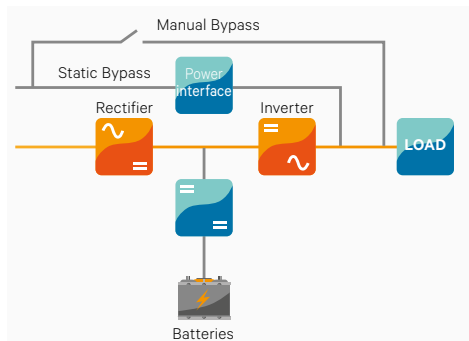 Manual Bypass
Static Bypass
Power
interface
Rectifier
Inverter
LOAD
Batteries